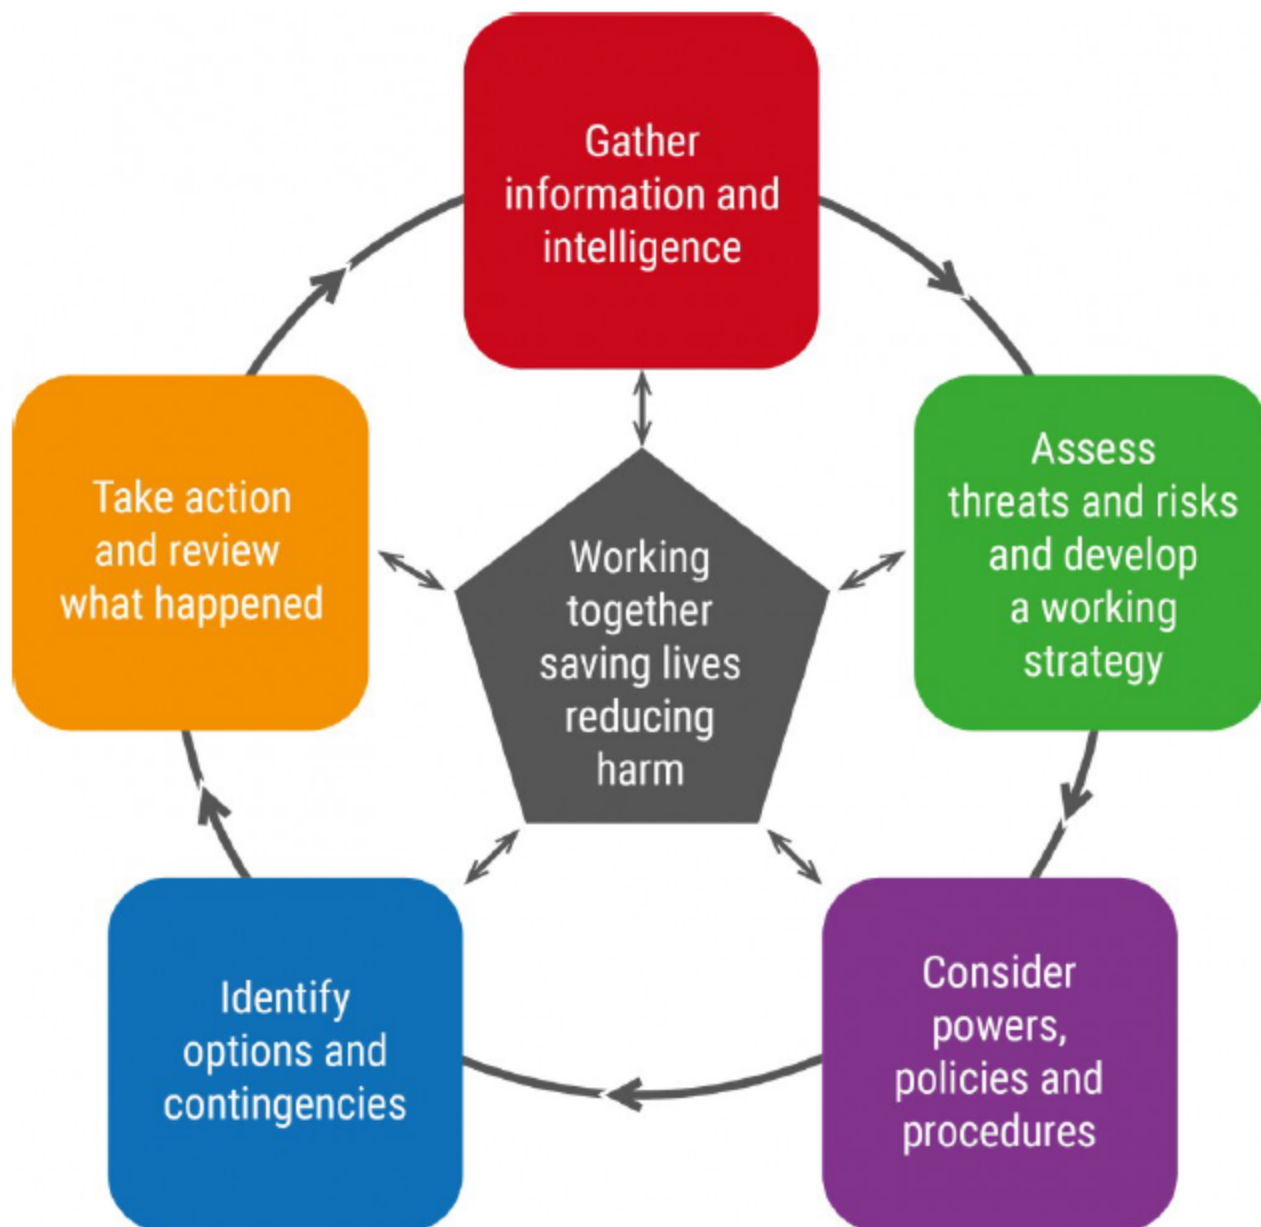 Gather
information and
intelligence
Assess
threats and risks
and develop
a working
strategy
Consider
powers,
policies and
procedures
Identify
options and
contingencies
Take action
and review
what happened
Working
together
saving lives
reducing
harm